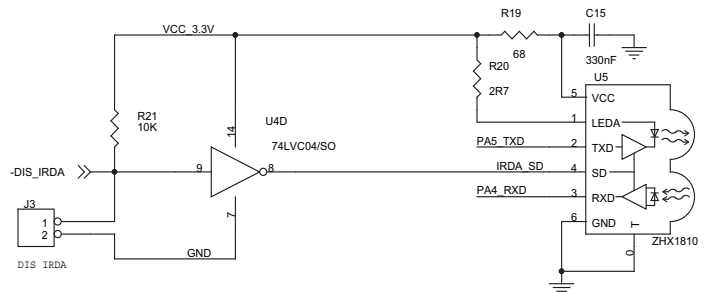 R19
C15
VCC_3.3V
68
330nF
R20
2R7
U5
R21
10K
U4D
14
74LVC04/SO
5
VCC
1
LEDA
PA5_TXD
2
TXD
-DIS_IRDA
9
8
IRDA_SD
4
SD
PA4_RXD
3
RXD
J3
1
2
7
6
GND
T
ZHX1810
GND
0
DIS IRDA